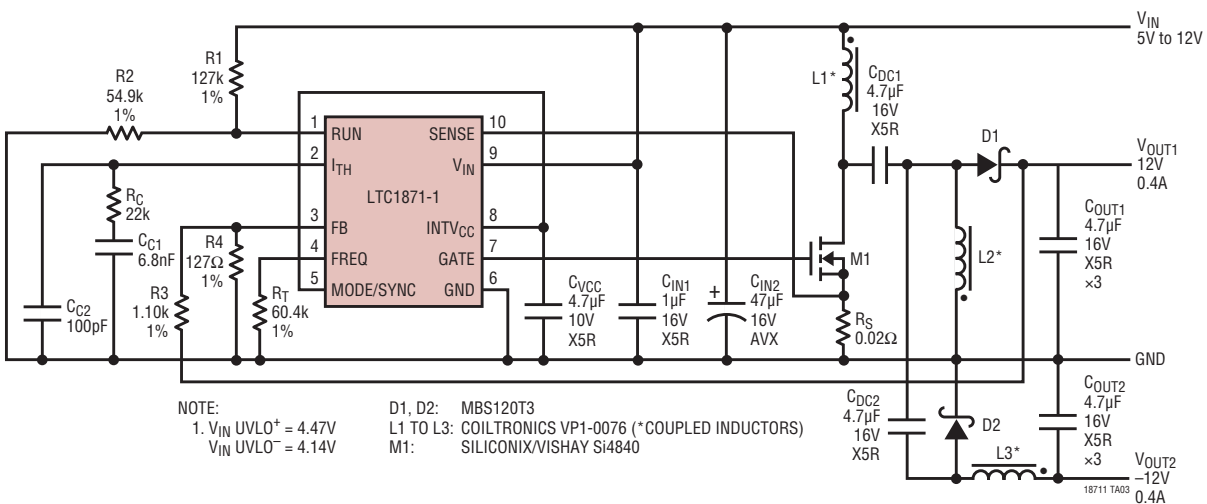 VIN
5V to 12V
R1
127k
1%
R2
54.9k
1%
L1*
CDC1
4.7µF
16V
X5R
1
RUN
SENSE
10
2
ITH
VIN
9
LTC1871-1
3
FB
INTVCC
8
4
FREQ
GATE
7
5
MODE/SYNC
GND
6
RC
22k
CC1
6.8nF
R4
127Ω
1%
CC2
100pF
R3
1.10k
1%
RT
60.4k
1%
CVCC
4.7µF
10V
X5R
CIN1
1µF
16V
X5R
+
CIN2
47µF
16V
AVX
M1
RS
0.02Ω
D1
VOUT1
12V
0.4A
L2*
COUT1
4.7µF
16V
X5R
×3
GND
CDC2
4.7µF
16V
X5R
D2
L3*
COUT2
4.7µF
16V
X5R
×3
VOUT2
–12V
0.4A
NOTE:
1. VIN UVLO+ = 4.47V
VIN UVLO– = 4.14V
D1, D2: MBS120T3
L1 TO L3: COILTRONICS VP1-0076 (*COUPLED INDUCTORS)
M1: SILICONIX/VISHAY Si4840
18711 TA03